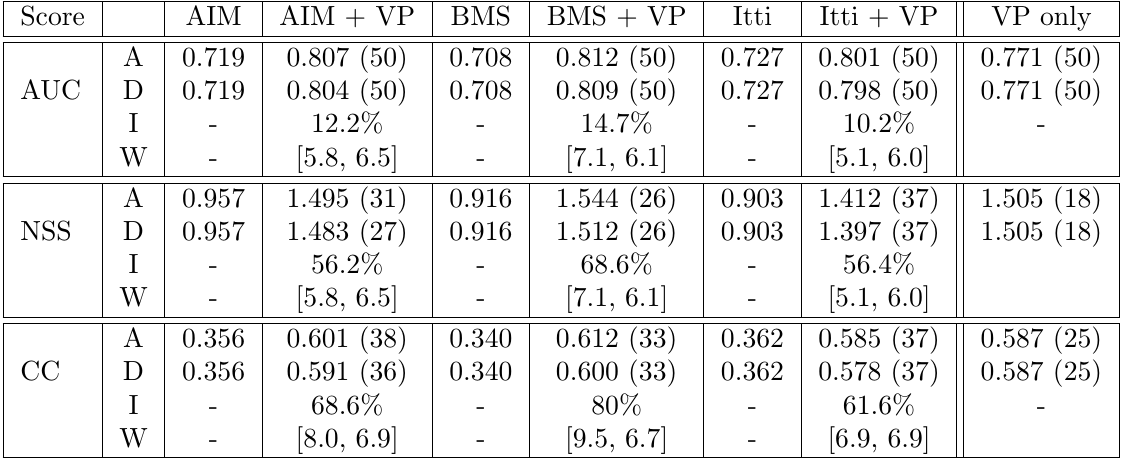 Score AIM AIM + VP BMS BMS + VP Itti Itti + VP VP only
A 0.719 0.807 (50) 0.708 0.812 (50) 0.727 0.801 (50) 0.771 (50)
AUC D 0.719 0.804 (50) 0.708 0.809 (50) 0.727 0.798 (50) 0.771 (50)
I - 12.2% - 14.7% - 10.2% -
W - [5.8, 6.5] - [7.1, 6.1] - [5.1, 6.0]
A 0.957 1.495 (31) 0.916 1.544 (26) 0.903 1.412 (37) 1.505 (18)
NSS D 0.957 1.483 (27) 0.916 1.512 (26) 0.903 1.397 (37) 1.505 (18)
I - 56.2% - 68.6% - 56.4%
W - [5.8, 6.5] - [7.1, 6.1] - [5.1, 6.0]
A 0.356 0.601 (38) 0.340 0.612 (33) 0.362 0.585 (37) 0.587 (25)
CC D 0.356 0.591 (36) 0.340 0.600 (33) 0.362 0.578 (37) 0.587 (25)
I - 68.6% - 80% - 61.6% -
W - [8.0, 6.9] - [9.5, 6.7] - [6.9, 6.9]